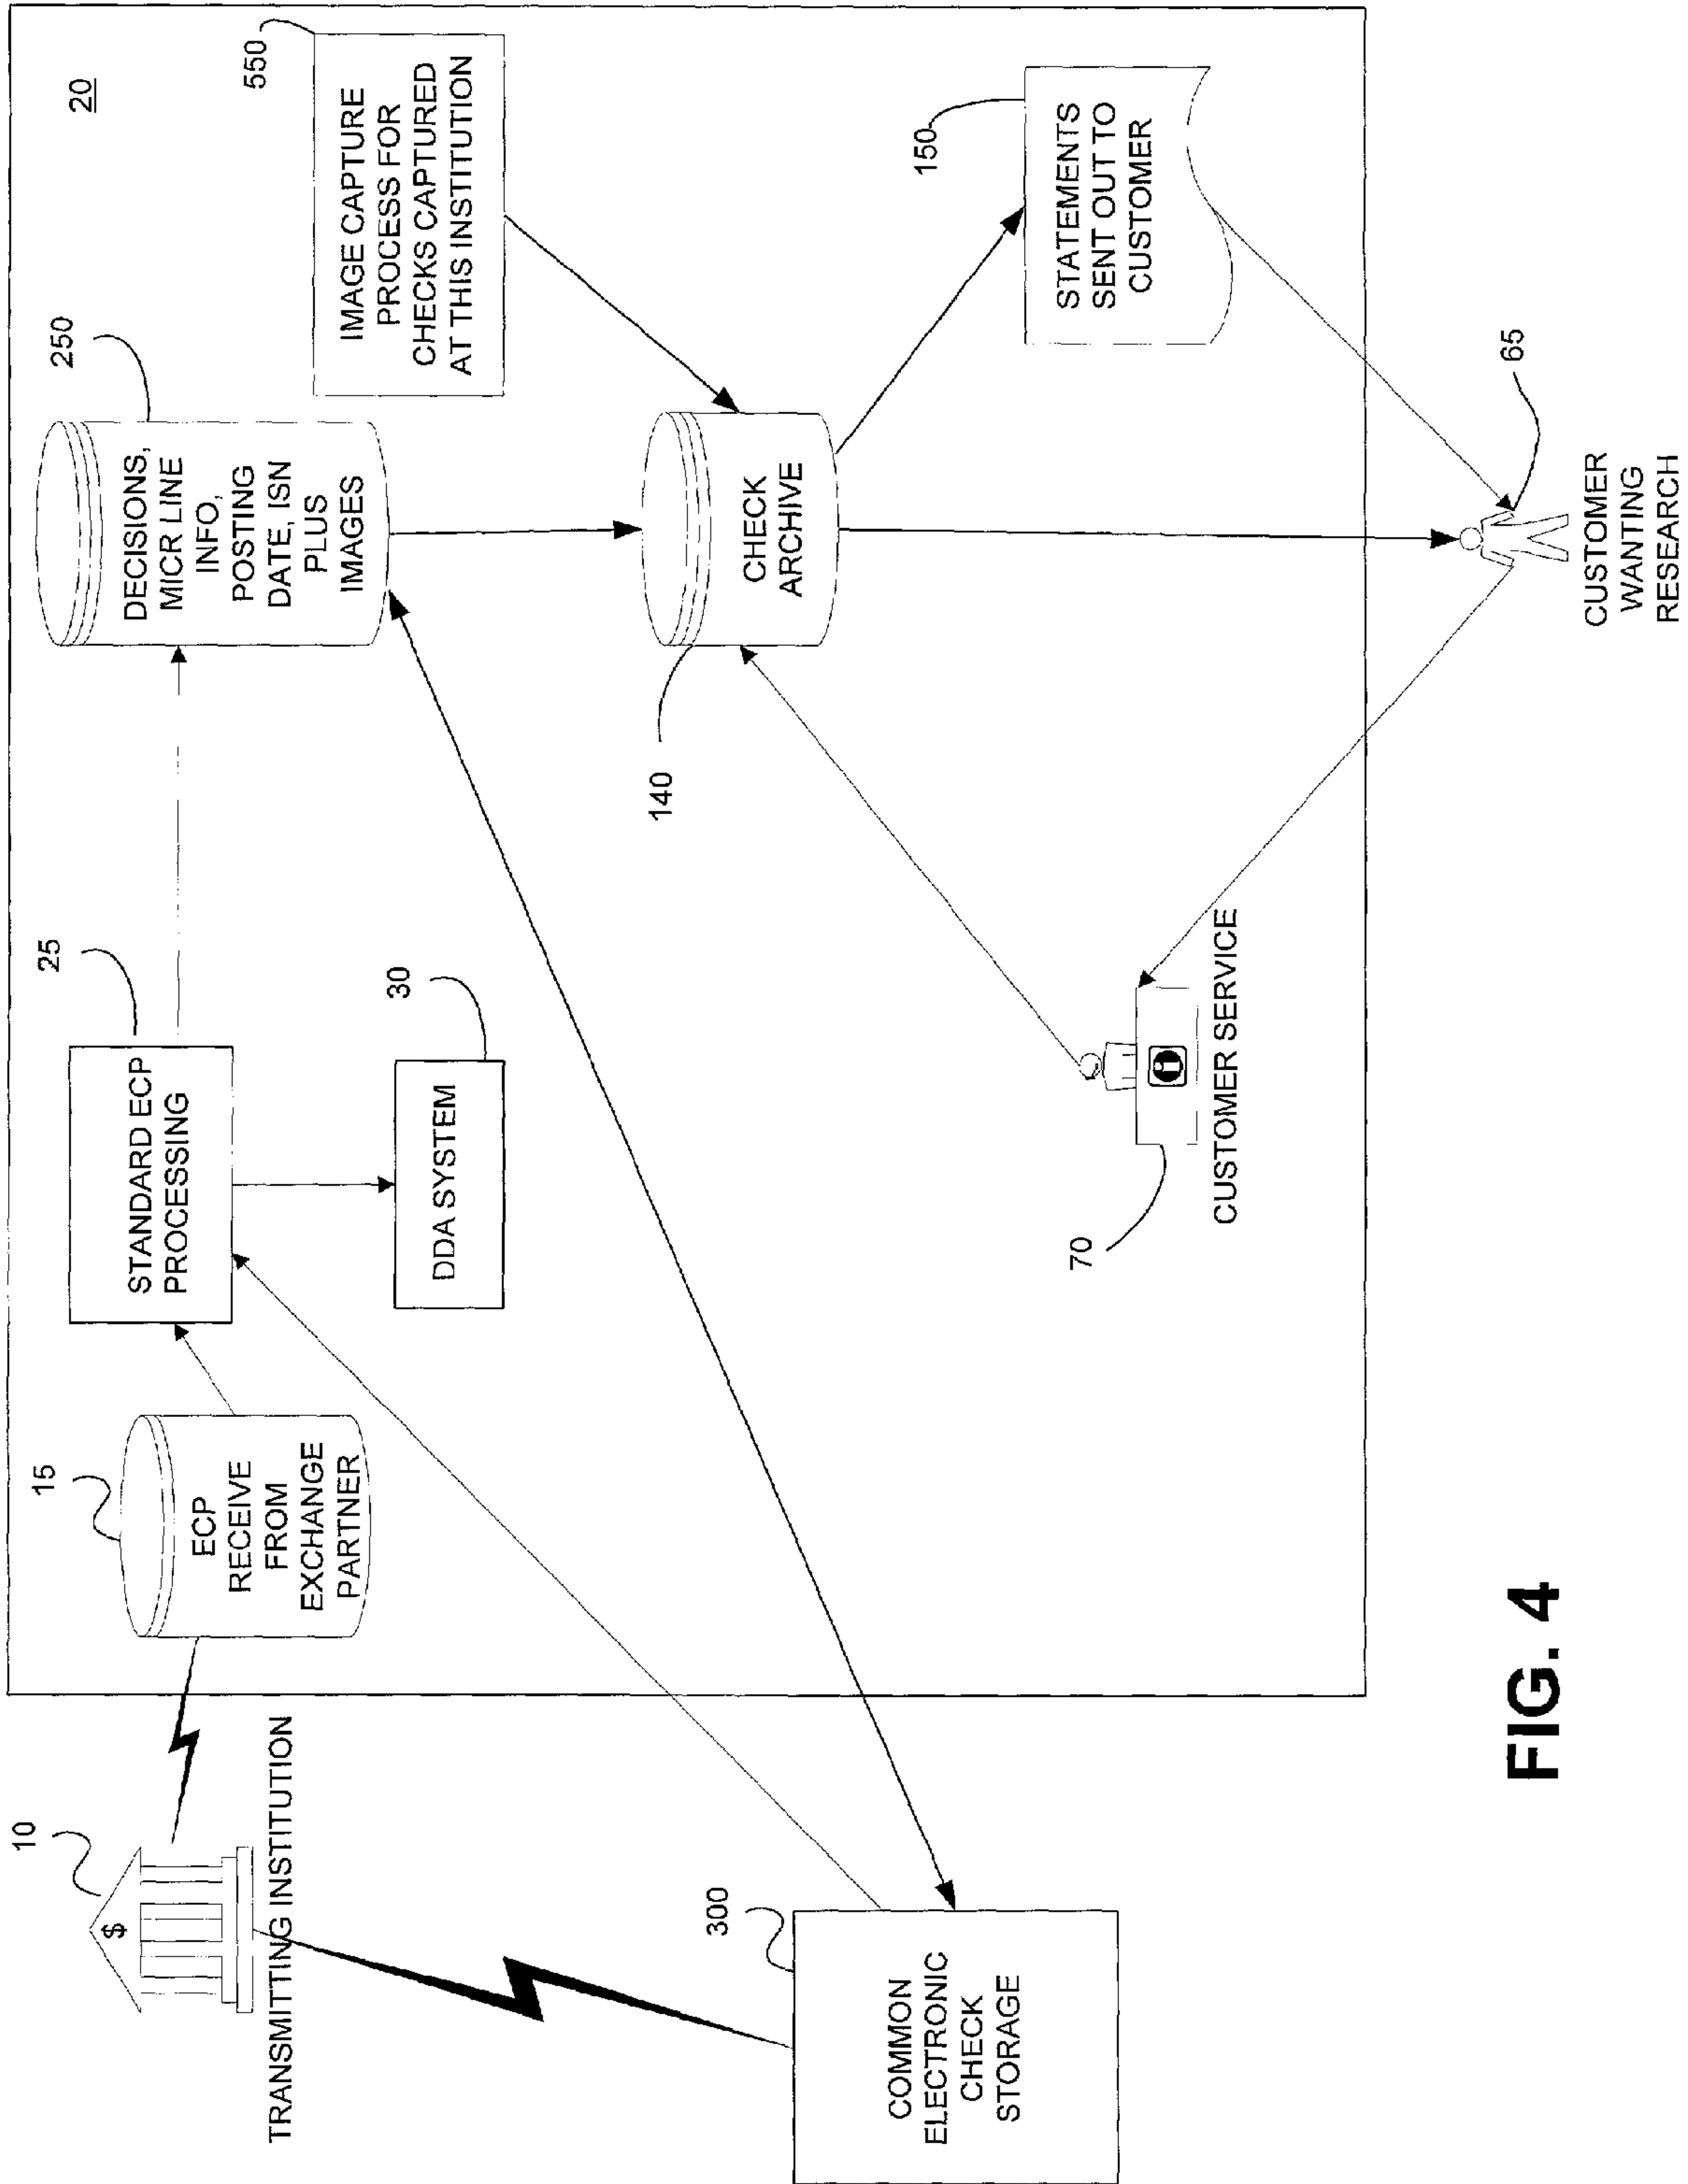 20
10
$
TRANSMITTING INSTITUTION
15
ECP
RECEIVE
FROM
EXCHANGE
PARTNER
25
STANDARD ECP
PROCESSING
30
DDA SYSTEM
250
DECISIONS,
MICR LINE
INFO,
POSTING
DATE, ISN
PLUS
IMAGES
550
IMAGE CAPTURE
PROCESS FOR
CHECKS CAPTURED
AT THIS INSTITUTION
300
COMMON
ELECTRONIC
CHECK
STORAGE
140
CHECK
ARCHIVE
150
STATEMENTS
SENT OUT TO
CUSTOMER
70
i
CUSTOMER SERVICE
65
CUSTOMER
WANTING
RESEARCH
FIG. 4